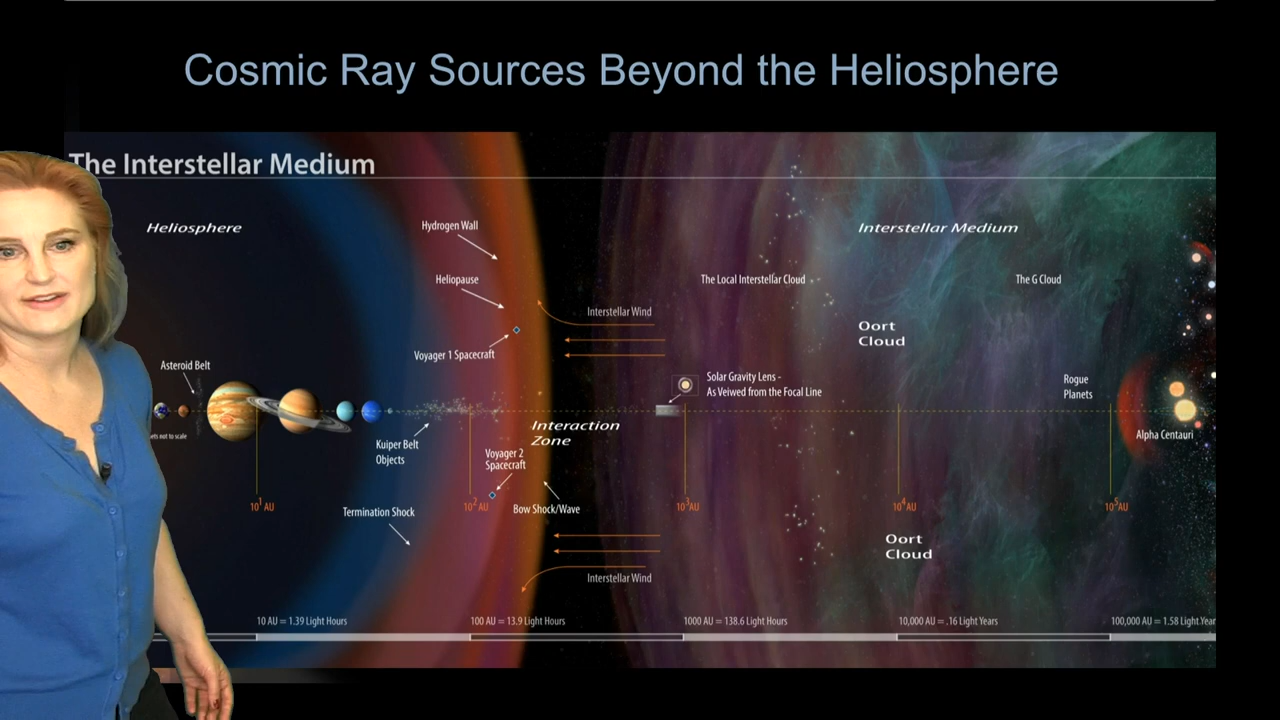 Cosmic Ray Sources Beyond the Heliosphere
The Interstellar Medium
Heliosphere
Hydrogen Wall
Interstellar Medium
Heliopause
The Local Interstellar Cloud
The G Cloud
Interstellar Wind
Oort
Cloud
Voyager 1 Spacecraft
Asteroid Belt
Solar Gravity Lens -
As Veiwed from the Focal Line
Rogue
Planets
Interaction
Zone
not to scale
Kuiper Belt
Objects
Alpha Centauri
Voyager 2
Spacecraft
10¹ AU
10² AU
10³ AU
10⁴ AU
10⁵ AU
Termination Shock
Bow Shock/Wave
Oort
Cloud
Interstellar Wind
10 AU = 1.39 Light Hours
100 AU = 13.9 Light Hours
1000 AU = 138.6 Light Hours
10,000 AU = .16 Light Years
100,000 AU = 1.58 Light Year